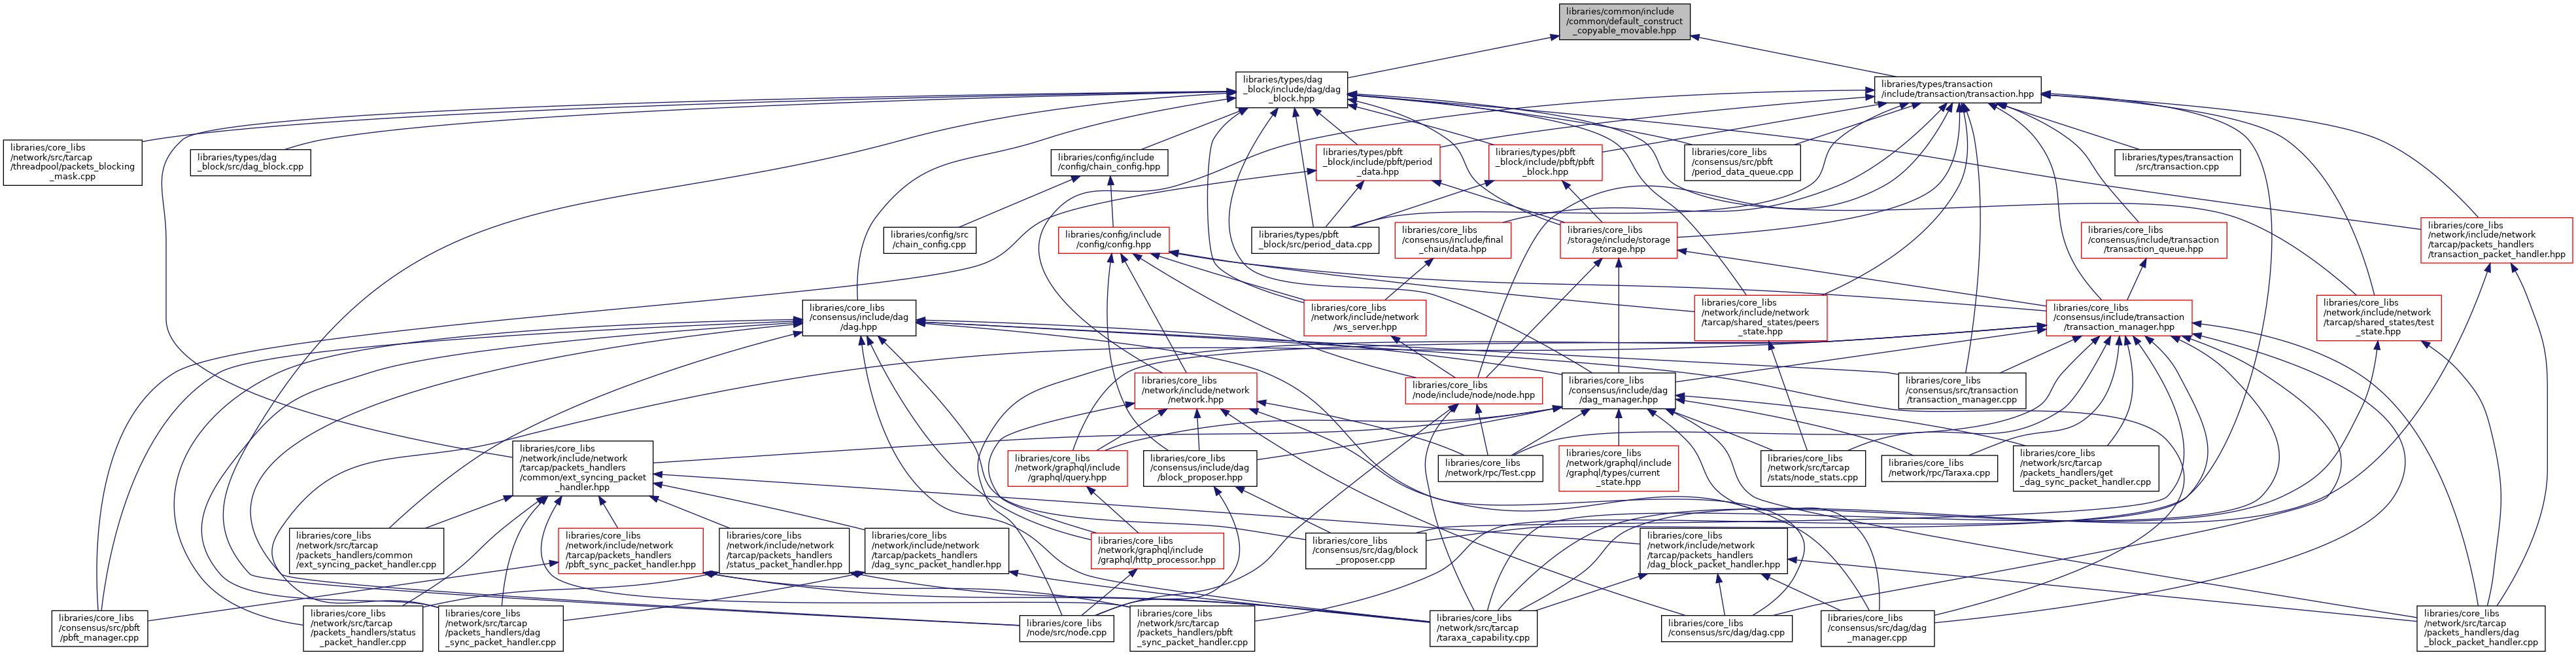 libraries/common/include
/common/default_construct
_copyable_movable.hpp
libraries/types/dag
_block/include/dag/dag
_block.hpp
libraries/types/transaction
/include/transaction/transaction.hpp
libraries/core_libs
/network/src/tarcap
/threadpool/packets_blocking
_mask.cpp
libraries/types/dag
_block/src/dag_block.cpp
libraries/config/include
/config/chain_config.hpp
libraries/types/pbft
_block/include/pbft/period
_data.hpp
libraries/types/pbft
_block/include/pbft/pbft
_block.hpp
libraries/core_libs
/consensus/src/pbft
/period_data_queue.cpp
libraries/types/transaction
/src/transaction.cpp
libraries/config/src
/chain_config.cpp
libraries/config/include
/config/config.hpp
libraries/types/pbft
_block/src/period_data.cpp
libraries/core_libs
/consensus/include/final
_chain/data.hpp
libraries/core_libs
/storage/include/storage
/storage.hpp
libraries/core_libs
/consensus/include/transaction
/transaction_queue.hpp
libraries/core_libs
/network/include/network
/tarcap/packets_handlers
/transaction_packet_handler.hpp
libraries/core_libs
/consensus/include/dag
/dag.hpp
libraries/core_libs
/network/include/network
/ws_server.hpp
libraries/core_libs
/network/include/network
/tarcap/shared_states/peers
_state.hpp
libraries/core_libs
/consensus/include/transaction
/transaction_manager.hpp
libraries/core_libs
/network/include/network
/tarcap/shared_states/test
_state.hpp
libraries/core_libs
/network/include/network
/network.hpp
libraries/core_libs
/node/include/node/node.hpp
libraries/core_libs
/consensus/include/dag
/dag_manager.hpp
libraries/core_libs
/consensus/src/transaction
/transaction_manager.cpp
libraries/core_libs
/network/include/network
/tarcap/packets_handlers
/common/ext_syncing_packet
_handler.hpp
libraries/core_libs
/network/graphql/include
/graphql/query.hpp
libraries/core_libs
/consensus/include/dag
/block_proposer.hpp
libraries/core_libs
/network/rpc/Test.cpp
libraries/core_libs
/network/graphql/include
/graphql/types/current
_state.hpp
libraries/core_libs
/network/src/tarcap
/stats/node_stats.cpp
libraries/core_libs
/network/rpc/Taraxa.cpp
libraries/core_libs
/network/src/tarcap
/packets_handlers/get
_dag_sync_packet_handler.cpp
libraries/core_libs
/network/src/tarcap
/packets_handlers/common
/ext_syncing_packet_handler.cpp
libraries/core_libs
/network/include/network
/tarcap/packets_handlers
/pbft_sync_packet_handler.hpp
libraries/core_libs
/network/include/network
/tarcap/packets_handlers
/status_packet_handler.hpp
libraries/core_libs
/network/include/network
/tarcap/packets_handlers
/dag_sync_packet_handler.hpp
libraries/core_libs
/network/graphql/include
/graphql/http_processor.hpp
libraries/core_libs
/consensus/src/dag/block
_proposer.cpp
libraries/core_libs
/network/include/network
/tarcap/packets_handlers
/dag_block_packet_handler.hpp
libraries/core_libs
/consensus/src/pbft
/pbft_manager.cpp
libraries/core_libs
/network/src/tarcap
/packets_handlers/status
_packet_handler.cpp
libraries/core_libs
/network/src/tarcap
/packets_handlers/dag
_sync_packet_handler.cpp
libraries/core_libs
/node/src/node.cpp
libraries/core_libs
/network/src/tarcap
/packets_handlers/pbft
_sync_packet_handler.cpp
libraries/core_libs
/network/src/tarcap
/taraxa_capability.cpp
libraries/core_libs
/consensus/src/dag/dag.cpp
libraries/core_libs
/consensus/src/dag/dag
_manager.cpp
libraries/core_libs
/network/src/tarcap
/packets_handlers/dag
_block_packet_handler.cpp